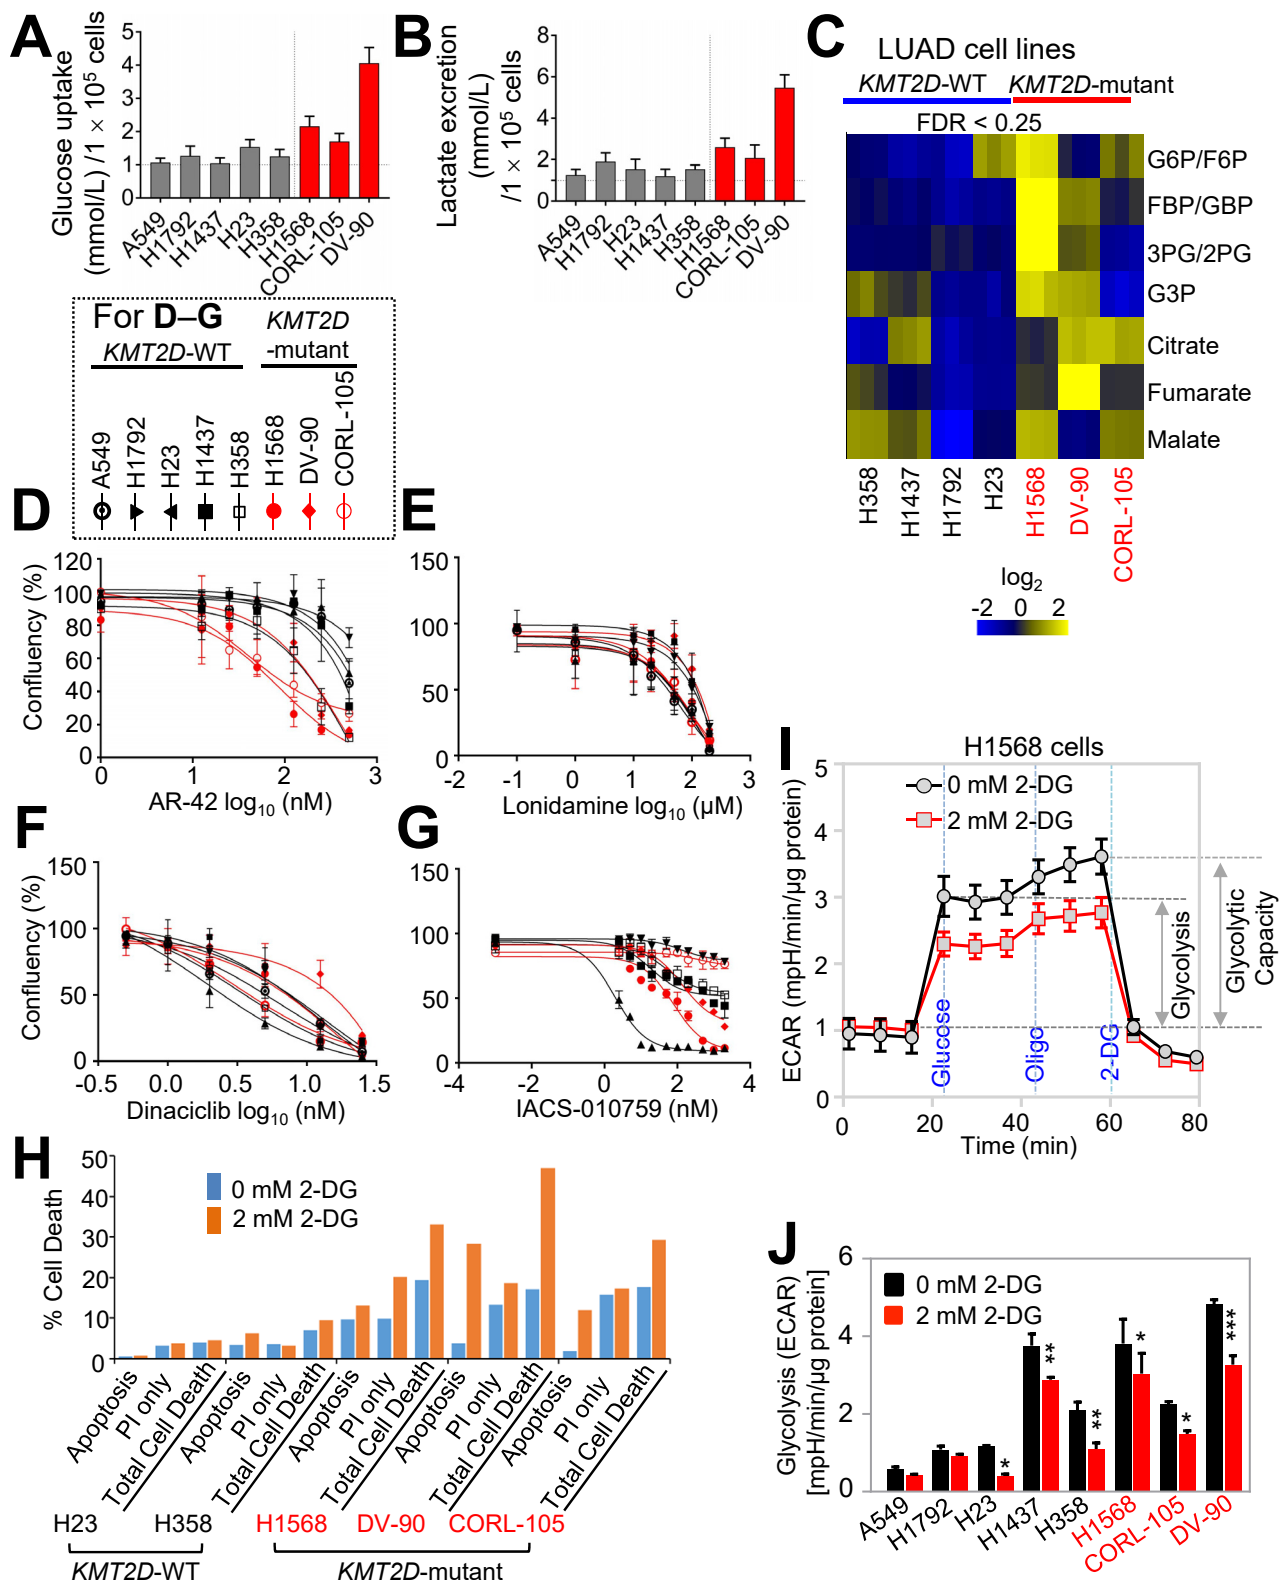 A
Glucose uptake
(mmol/L) /1 × 10⁵ cells
5
4
3
2
1
0
A549
H1792
H1437
H23
H358
H1568
CORL-105
DV-90
B
Lactate excretion
(mmol/L)
/1 × 10⁵ cells
8
6
4
2
0
A549
H1792
H23
H1437
H358
H1568
CORL-105
DV-90
C
LUAD cell lines
KMT2D-WT KMT2D-mutant
FDR < 0.25
G6P/F6P
FBP/GBP
3PG/2PG
G3P
Citrate
Fumarate
Malate
H358
H1437
H1792
H23
H1568
DV-90
CORL-105
log₂
-2 0 2
For D–G
KMT2D-WT
KMT2D
-mutant
A549
H1792
H23
H1437
H358
H1568
DV-90
CORL-105
D
Confluency (%)
120
100
80
60
40
20
0
0 1 2 3
AR-42 log₁₀ (nM)
E
150
100
50
0
-2 -1 0 1 2 3
Lonidamine log₁₀ (µM)
F
Confluency (%)
150
100
50
0
-0.5 0.0 0.5 1.0 1.5
Dinaciclib log₁₀ (nM)
G
150
100
50
0
-4 -2 0.0 2 4
IACS-010759 (nM)
H
% Cell Death
50
40
30
20
10
0
0 mM 2-DG
2 mM 2-DG
Apoptosis
PI only
Total Cell Death
Apoptosis
PI only
Total Cell Death
Apoptosis
PI only
Total Cell Death
Apoptosis
PI only
Total Cell Death
Apoptosis
PI only
Total Cell Death
H23 H358 H1568 DV-90 CORL-105
KMT2D-WT KMT2D-mutant
I
H1568 cells
ECAR (mpH/min/µg protein)
5
4
3
2
1
0
0 mM 2-DG
2 mM 2-DG
Glucose
Oligo
2-DG
Glycolysis
Glycolytic
Capacity
0 20 40 60 80
Time (min)
J
Glycolysis (ECAR)
[mpH/min/µg protein]
6
4
2
0
0 mM 2-DG
2 mM 2-DG
*
**
**
*
*
***
A549
H1792
H23
H1437
H358
H1568
CORL-105
DV-90